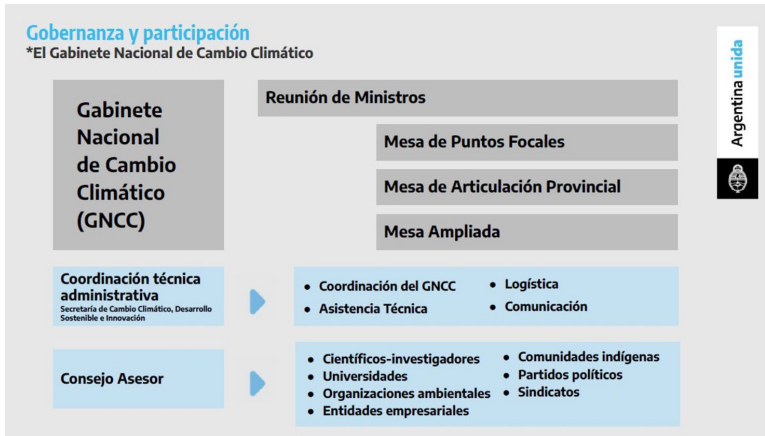 Gobernanza y participación
*El Gabinete Nacional de Cambio Climático
Gabinete
Nacional
de Cambio
Climático
(GNCC)
Reunión de Ministros
Mesa de Puntos Focales
Mesa de Articulación Provincial
Mesa Ampliada
Coordinación técnica
administrativa
Secretaría de Cambio Climático, Desarrollo
Sostenible e Innovación
• Coordinación del GNCC
• Asistencia Técnica
• Logística
• Comunicación
Consejo Asesor
• Científicos-investigadores
• Universidades
• Organizaciones ambientales
• Entidades empresariales
• Comunidades indígenas
• Partidos políticos
• Sindicatos
Argentina unida